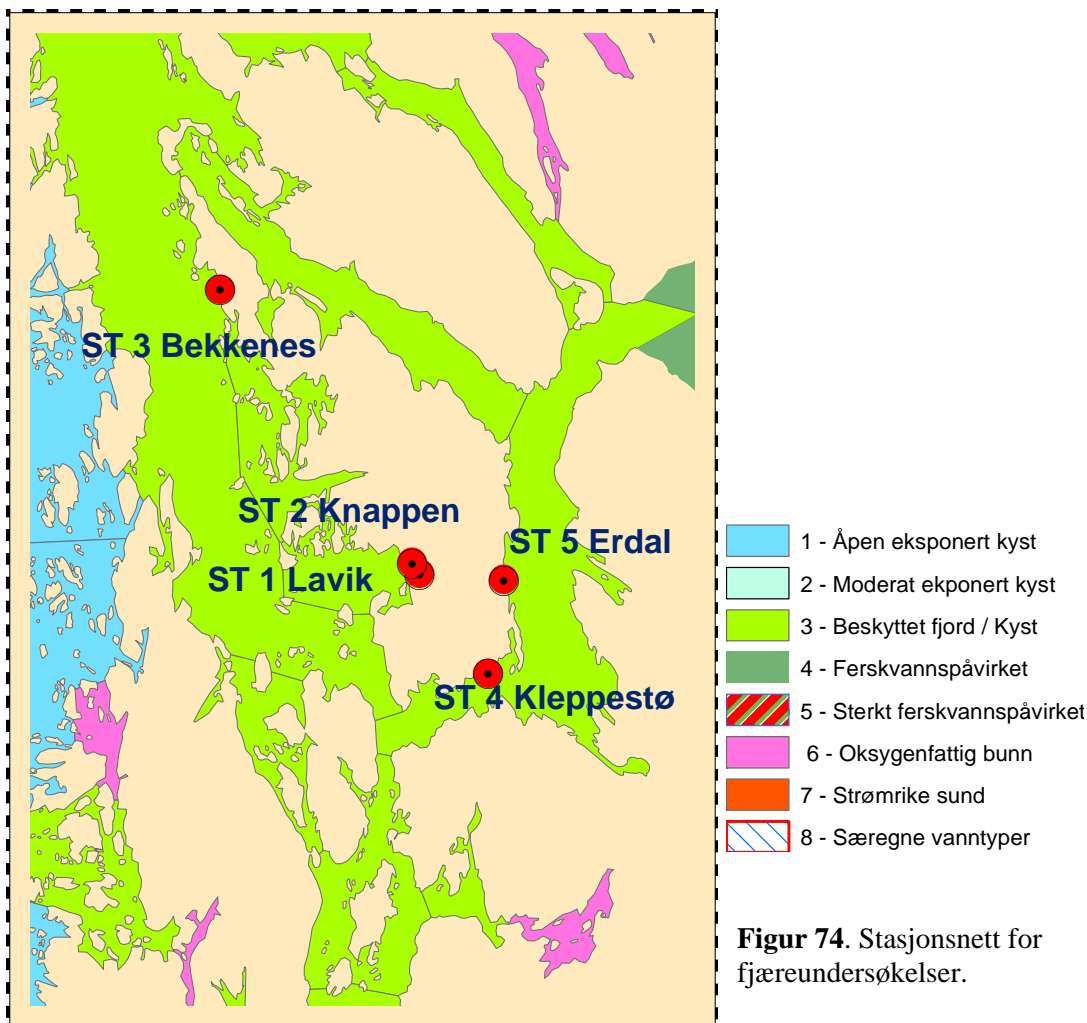 ST 3 Bekkenes
ST 2 Knappen
ST 5 Erdal
ST 1 Lavik
ST 4 Kleppestø
1 - Åpen eksponert kyst
2 - Moderat ekponert kyst
3 - Beskyttet fjord / Kyst
4 - Ferskvannspåvirket
5 - Sterkt ferskvannspåvirket
6 - Oksygenfattig bunn
7 - Strømrike sund
8 - Særegne vanntyper
Figur 74. Stasjonsnett for
fjæreundersøkelser.